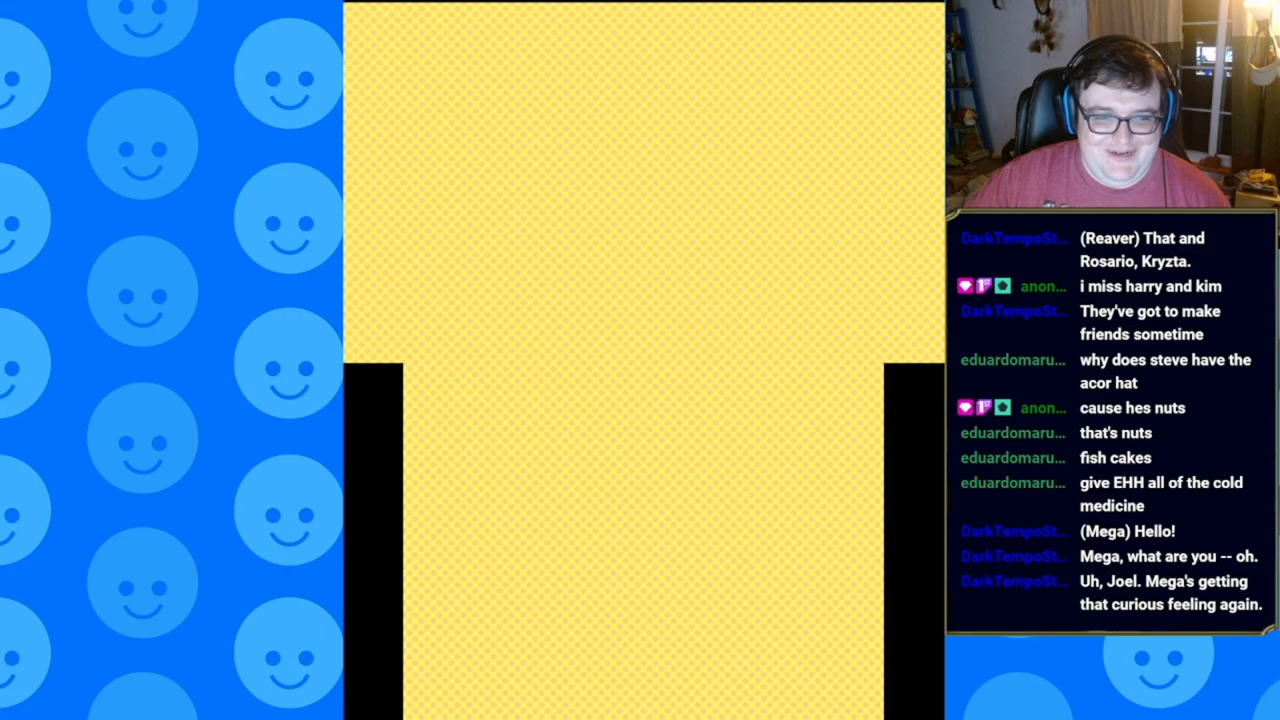 DarkTempoSt... (Reaver) That and
Rosario, Kryzta.
1ST anon... i miss harry and kim
DarkTempoSt... They've got to make
friends sometime
eduardomaru... why does steve have the
acor hat
1ST anon... cause hes nuts
eduardomaru... that's nuts
eduardomaru... fish cakes
eduardomaru... give EHH all of the cold
medicine
DarkTempoSt... (Mega) Hello!
DarkTempoSt... Mega, what are you -- oh.
DarkTempoSt... Uh, Joel. Mega's getting
that curious feeling again.